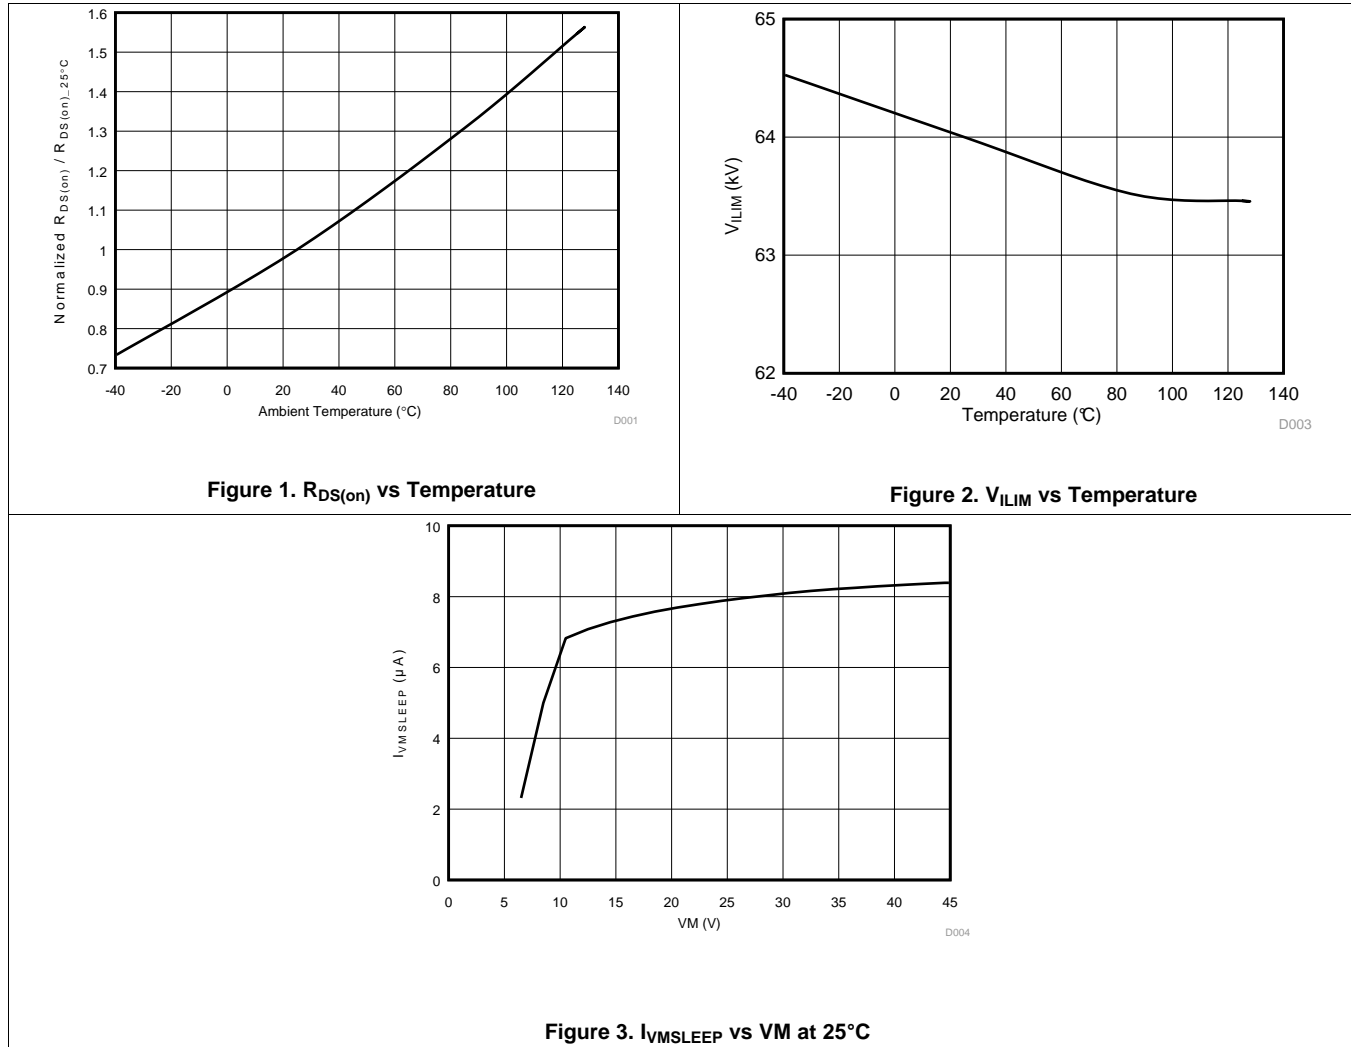 1.6
1.5
1.4
1.3
1.2
1.1
1
0.9
0.8
0.7
Normalized RDS(on) / RDS(on)_25°C
-40 -20 0 20 40 60 80 100 120 140
Ambient Temperature (°C)
D001
Figure 1. RDS(on) vs Temperature
65
64
63
62
VILIM (kV)
-40 -20 0 20 40 60 80 100 120 140
Temperature (°C)
D003
Figure 2. VILIM vs Temperature
10
8
6
4
2
0
IVMSLEEP (µA)
0 5 10 15 20 25 30 35 40 45
VM (V)
D004
Figure 3. IVMSLEEP vs VM at 25°C